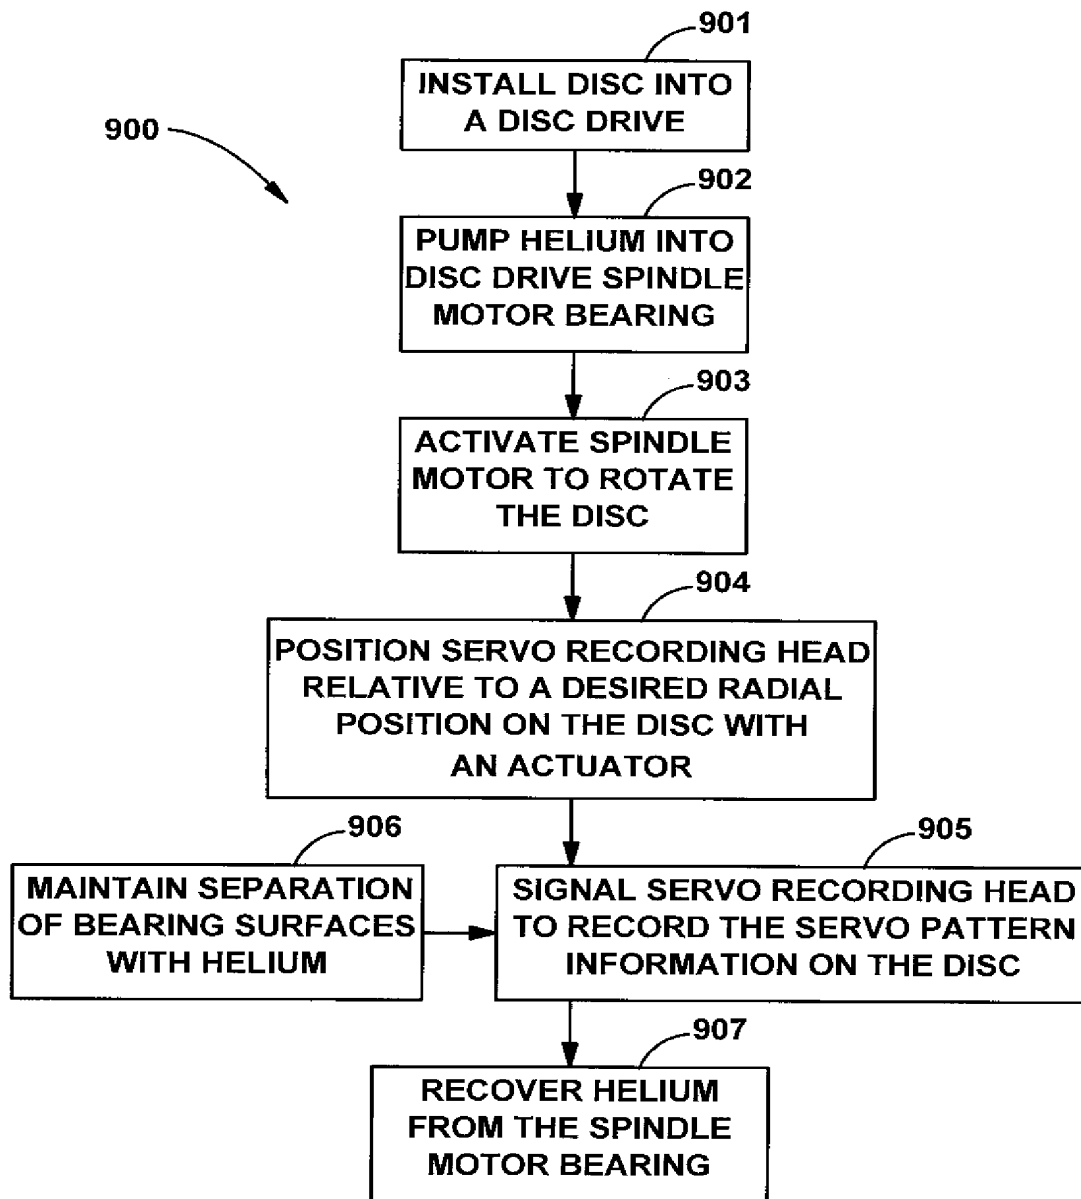 901
INSTALL DISC INTO
A DISC DRIVE
900
902
PUMP HELIUM INTO
DISC DRIVE SPINDLE
MOTOR BEARING
903
ACTIVATE SPINDLE
MOTOR TO ROTATE
THE DISC
904
POSITION SERVO RECORDING HEAD
RELATIVE TO A DESIRED RADIAL
POSITION ON THE DISC WITH
AN ACTUATOR
906
MAINTAIN SEPARATION
OF BEARING SURFACES
WITH HELIUM
905
SIGNAL SERVO RECORDING HEAD
TO RECORD THE SERVO PATTERN
INFORMATION ON THE DISC
907
RECOVER HELIUM
FROM THE SPINDLE
MOTOR BEARING